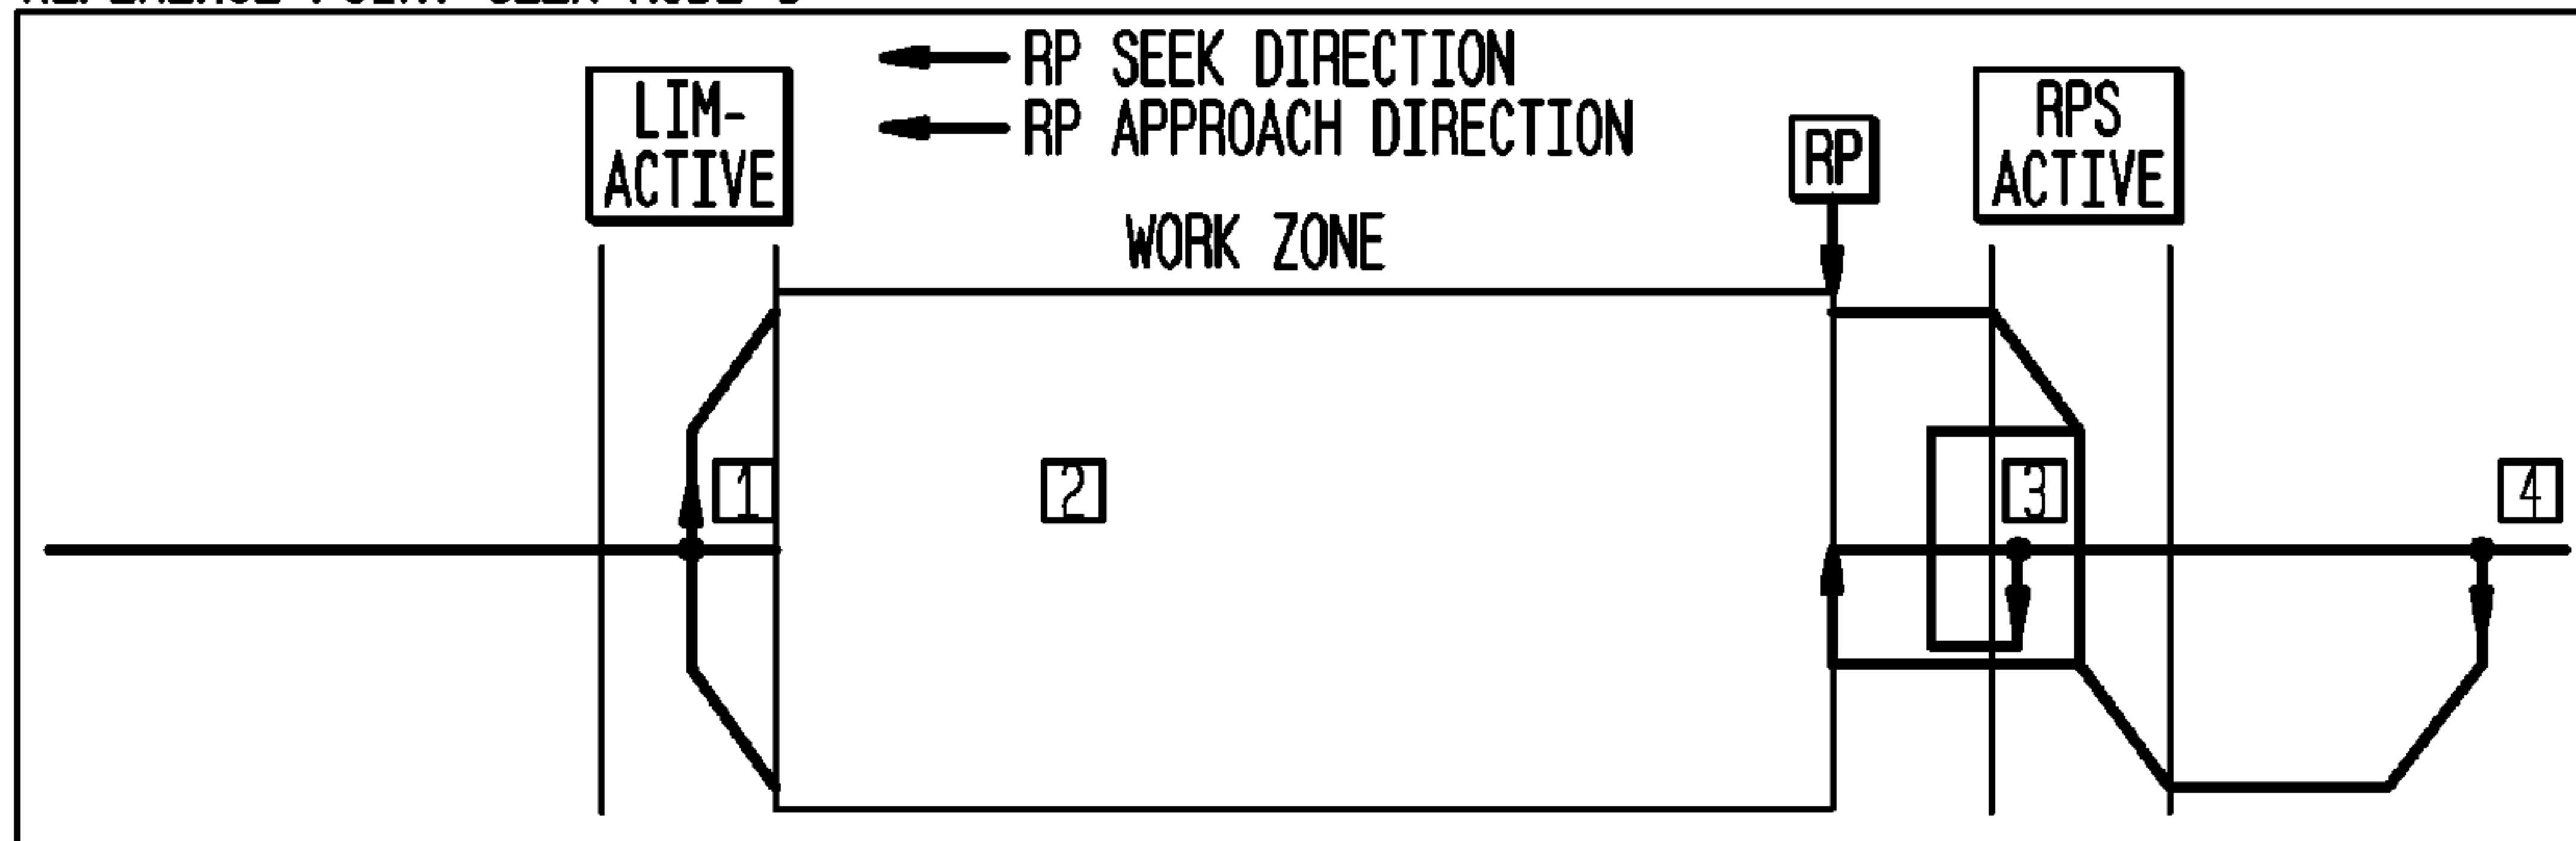 RP SEEK DIRECTION
RP APPROACH DIRECTION
LIM-
ACTIVE
RP
RPS
ACTIVE
WORK ZONE
1
2
3
4